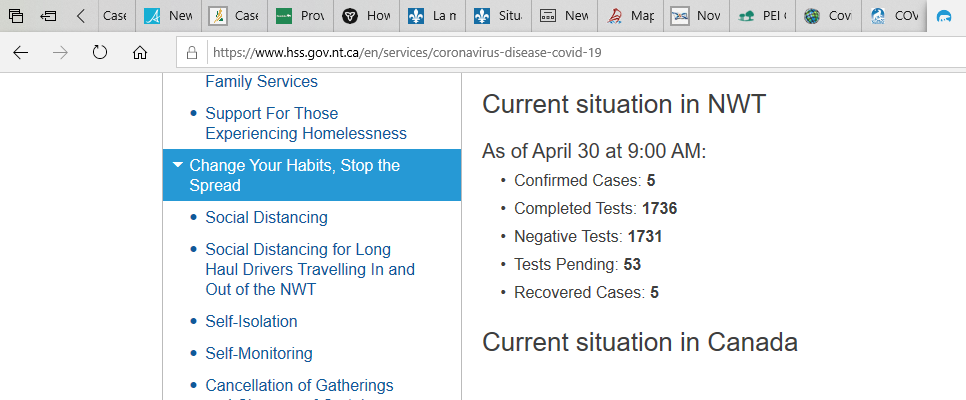 Case
New
Case
Prov
How
La m
Situ
New
Map
Nov
PEI
Cov
COV
https://www.hss.gov.nt.ca/en/services/coronavirus-disease-covid-19
Family Services
• Support For Those
Experiencing Homelessness
Change Your Habits, Stop the
Spread
• Social Distancing
• Social Distancing for Long
Haul Drivers Travelling In and
Out of the NWT
• Self-Isolation
• Self-Monitoring
• Cancellation of Gatherings
Current situation in NWT
As of April 30 at 9:00 AM:
• Confirmed Cases: 5
• Completed Tests: 1736
• Negative Tests: 1731
• Tests Pending: 53
• Recovered Cases: 5
Current situation in Canada